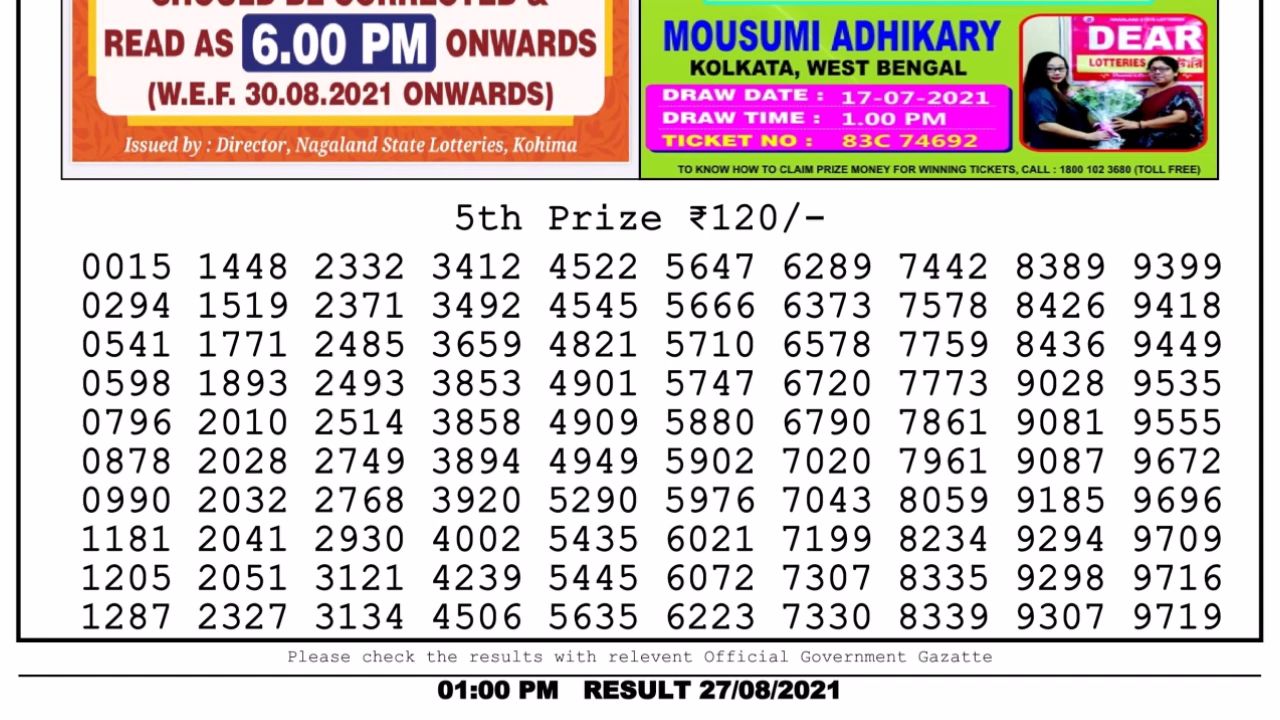 SHOULD BE CORRECTED &
READ AS 6.00 PM ONWARDS
(W.E.F. 30.08.2021 ONWARDS)
Issued by : Director, Nagaland State Lotteries, Kohima
MOUSUMI ADHIKARY
KOLKATA, WEST BENGAL
DRAW DATE : 17-07-2021
DRAW TIME : 1.00 PM
TICKET NO : 83C 74692
NAGALAND STATE LOTTERIES
DEAR
LOTTERIES
TO KNOW HOW TO CLAIM PRIZE MONEY FOR WINNING TICKETS, CALL : 1800 102 3680 (TOLL FREE)
5th Prize ₹120/-
0015 1448 2332 3412 4522 5647 6289 7442 8389 9399
0294 1519 2371 3492 4545 5666 6373 7578 8426 9418
0541 1771 2485 3659 4821 5710 6578 7759 8436 9449
0598 1893 2493 3853 4901 5747 6720 7773 9028 9535
0796 2010 2514 3858 4909 5880 6790 7861 9081 9555
0878 2028 2749 3894 4949 5902 7020 7961 9087 9672
0990 2032 2768 3920 5290 5976 7043 8059 9185 9696
1181 2041 2930 4002 5435 6021 7199 8234 9294 9709
1205 2051 3121 4239 5445 6072 7307 8335 9298 9716
1287 2327 3134 4506 5635 6223 7330 8339 9307 9719
Please check the results with relevent Official Government Gazatte
01:00 PM RESULT 27/08/2021